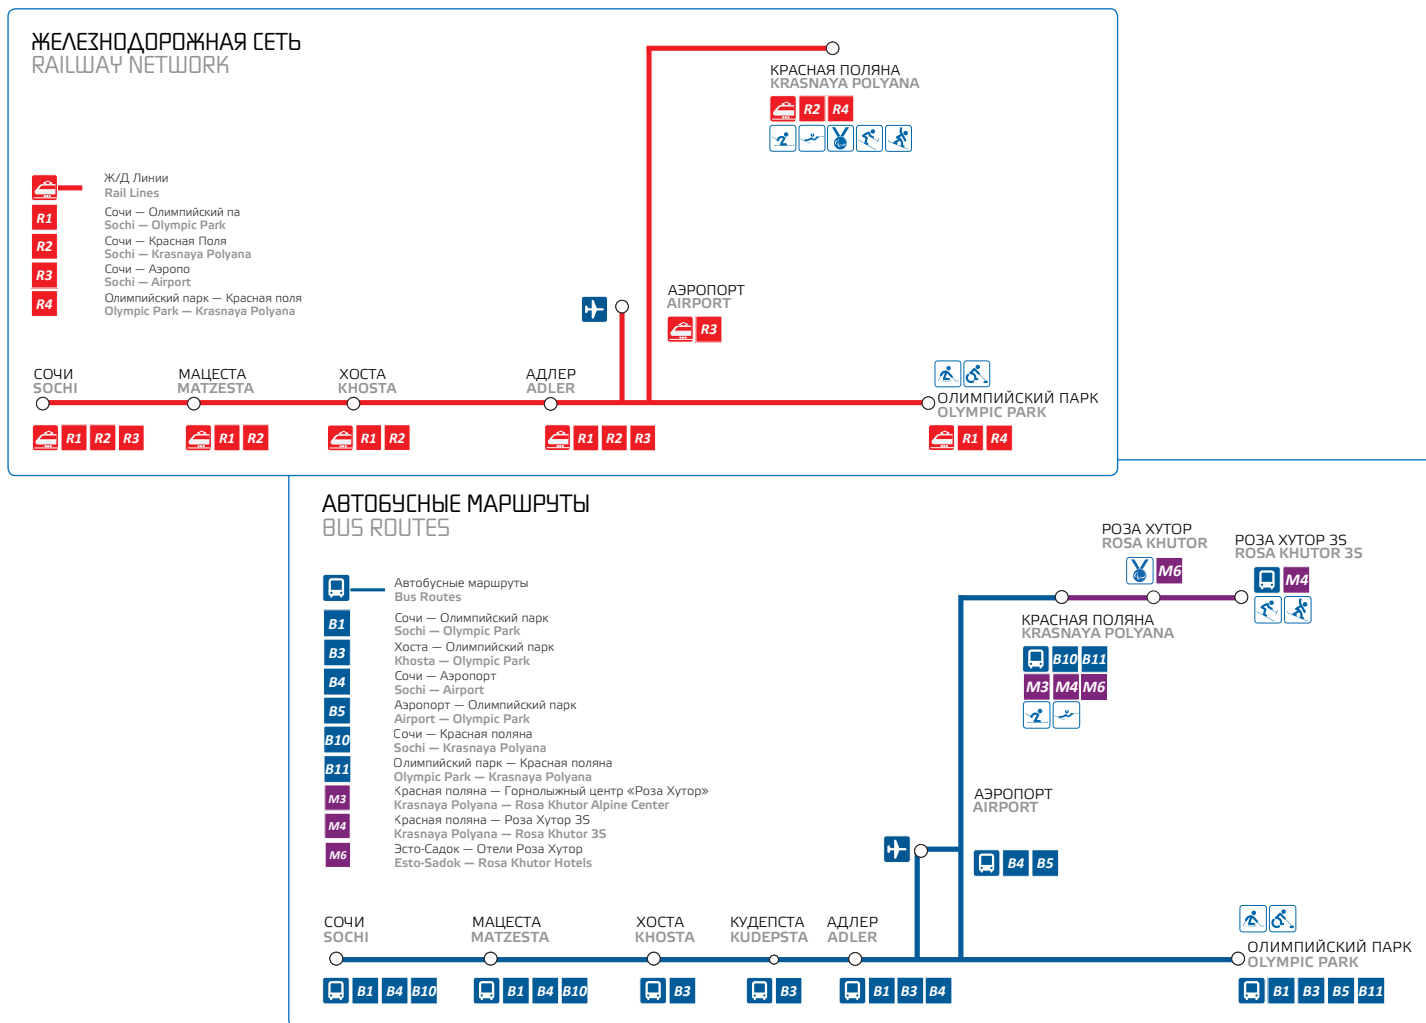 ЖЕЛЕЗНОДОРОЖНАЯ СЕТЬ
RAILWAY NETWORK
КРАСНАЯ ПОЛЯНА
KRASNAYA POLYANA
R2 R4
Ж/Д Линии
Rail Lines
R1 Сочи — Олимпийский па
Sochi — Olympic Park
R2 Сочи — Красная Поля
Sochi — Krasnaya Polyana
R3 Сочи — Аэропо
Sochi — Airport
R4 Олимпийский парк — Красная поля
Olympic Park — Krasnaya Polyana
АЭРОПОРТ
AIRPORT
R3
СОЧИ
SOCHI
R1 R2 R3
МАЦЕСТА
MATZESTA
R1 R2
ХОСТА
KHOSTA
R1 R2
АДЛЕР
ADLER
R1 R2 R3
ОЛИМПИЙСКИЙ ПАРК
OLYMPIC PARK
R1 R4
АВТОБУСНЫЕ МАРШРУТЫ
BUS ROUTES
Автобусные маршруты
Bus Routes
B1 Сочи — Олимпийский парк
Sochi — Olympic Park
B3 Хоста — Олимпийский парк
Khosta — Olympic Park
B4 Сочи — Аэропорт
Sochi — Airport
B5 Аэропорт — Олимпийский парк
Airport — Olympic Park
B10 Сочи — Красная поляна
Sochi — Krasnaya Polyana
B11 Олимпийский парк — Красная поляна
Olympic Park — Krasnaya Polyana
M3 Красная поляна — Горнолыжный центр «Роза Хутор»
Krasnaya Polyana — Rosa Khutor Alpine Center
M4 Красная поляна — Роза Хутор 3S
Krasnaya Polyana — Rosa Khutor 3S
M6 Эсто-Садок — Отели Роза Хутор
Esto-Sadok — Rosa Khutor Hotels
РОЗА ХУТОР
ROSA KHUTOR
M6
РОЗА ХУТОР 3S
ROSA KHUTOR 3S
M4
КРАСНАЯ ПОЛЯНА
KRASNAYA POLYANA
B10 B11
M3 M4 M6
АЭРОПОРТ
AIRPORT
B4 B5
СОЧИ
SOCHI
B1 B4 B10
МАЦЕСТА
MATZESTA
B1 B4 B10
ХОСТА
KHOSTA
B3
КУДЕПСТА
KUDEPSTA
B3
АДЛЕР
ADLER
B1 B3 B4
ОЛИМПИЙСКИЙ ПАРК
OLYMPIC PARK
B1 B3 B5 B11